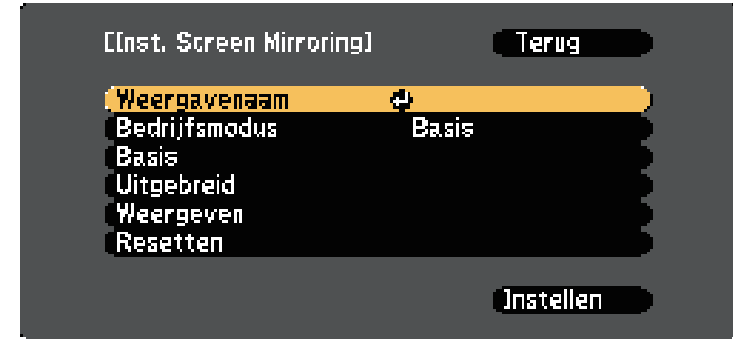 [Inst. Screen Mirroring] Terug
Weergavenaam
Bedrijfsmodus Basis
Basis
Uitgebreid
Weergeven
Resetten
Instellen